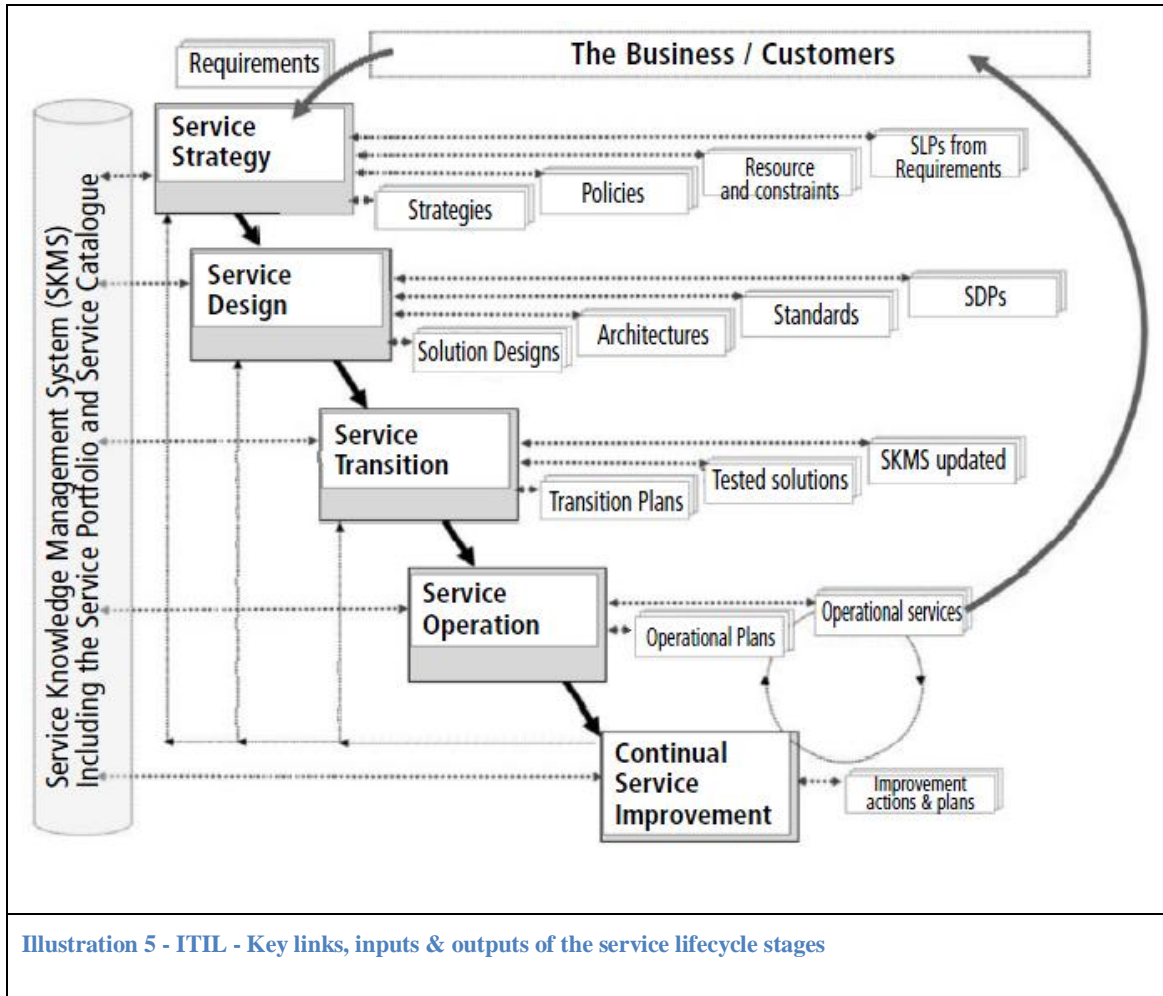 Requirements
The Business / Customers
Service Knowledge Management System (SKMS)
Including the Service Portfolio and Service Catalogue
Service
Strategy
SLPs from
Requirements
Resource
and constraints
Policies
Strategies
Service
Design
SDPs
Standards
Architectures
Solution Designs
Service
Transition
SKMS updated
Tested solutions
Transition Plans
Service
Operation
Operational services
Operational Plans
Continual
Service
Improvement
Improvement
actions & plans
Illustration 5 - ITIL - Key links, inputs & outputs of the service lifecycle stages